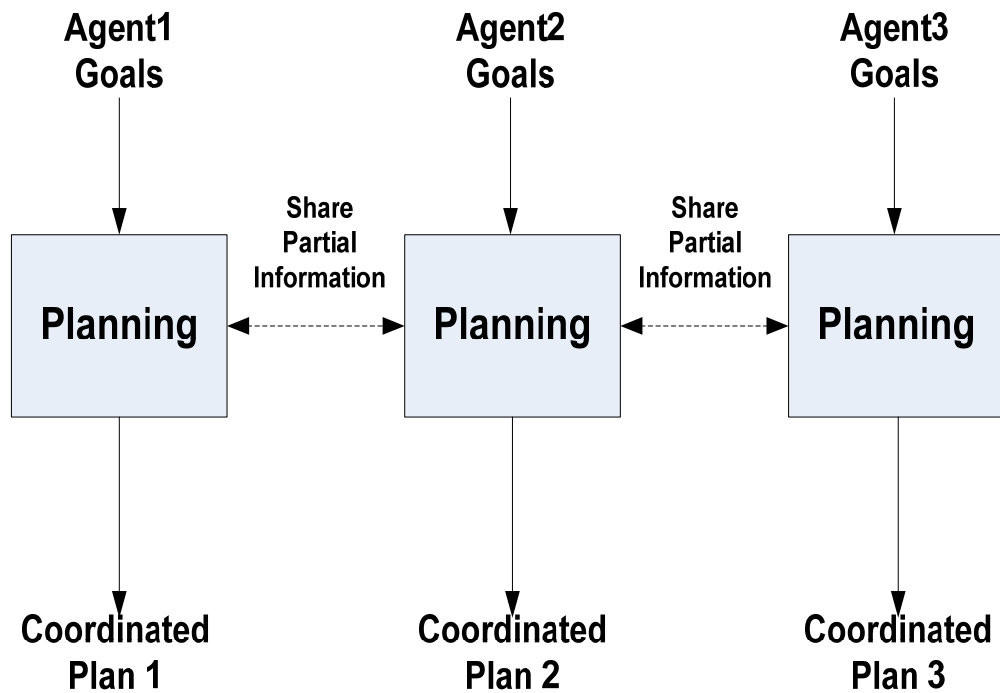 Agent1
Goals
Agent2
Goals
Agent3
Goals
Share
Partial
Information
Share
Partial
Information
Planning
Planning
Planning
Coordinated
Plan 1
Coordinated
Plan 2
Coordinated
Plan 3